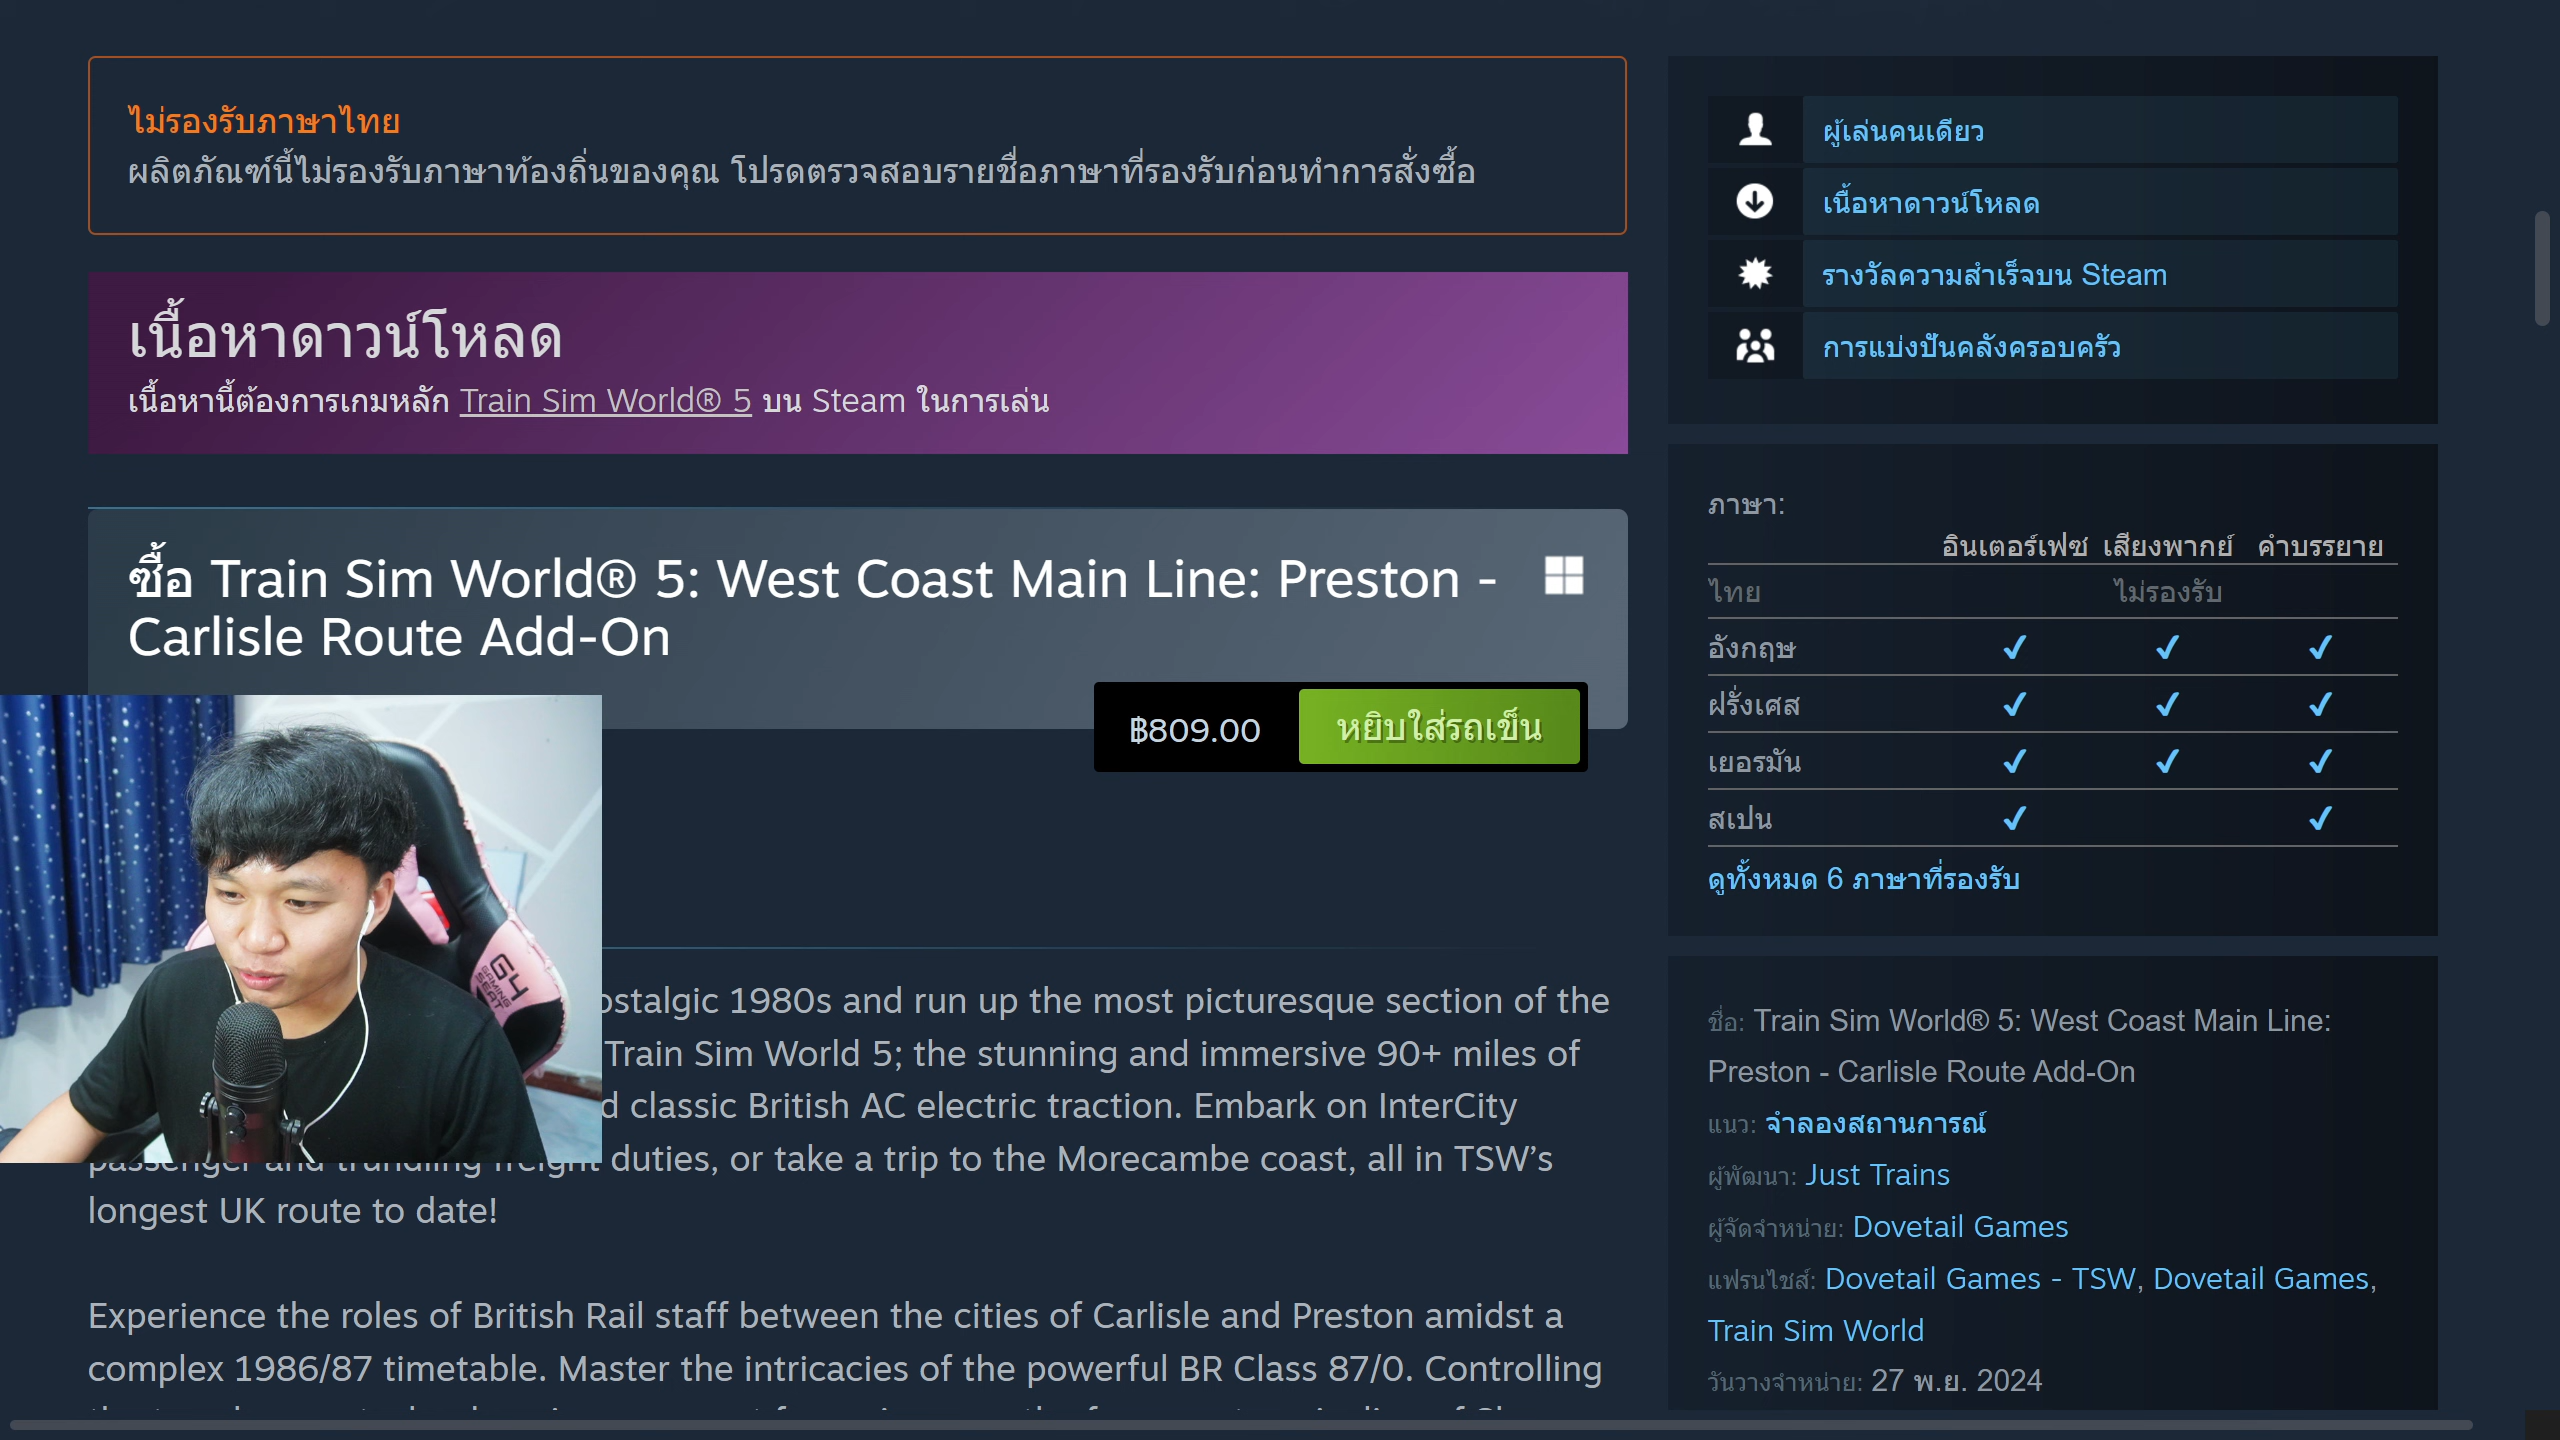 ไม่รองรับภาษาไทย
ผลิตภัณฑ์นี้ไม่รองรับภาษาท้องถิ่นของคุณ โปรดตรวจสอบรายชื่อภาษาที่รองรับก่อนทำการสั่งซื้อ
เนื้อหาดาวน์โหลด
เนื้อหานี้ต้องการเกมหลัก Train Sim World® 5 บน Steam ในการเล่น
ซื้อ Train Sim World® 5: West Coast Main Line: Preston -
Carlisle Route Add-On
฿809.00 หยิบใส่รถเข็น
G4
GAMING
SEAT
ostalgic 1980s and run up the most picturesque section of the
Train Sim World 5; the stunning and immersive 90+ miles of
d classic British AC electric traction. Embark on InterCity
passenger and trundling freight duties, or take a trip to the Morecambe coast, all in TSW’s
longest UK route to date!
Experience the roles of British Rail staff between the cities of Carlisle and Preston amidst a
complex 1986/87 timetable. Master the intricacies of the powerful BR Class 87/0. Controlling
ผู้เล่นคนเดียว
เนื้อหาดาวน์โหลด
รางวัลความสำเร็จบน Steam
การแบ่งปันคลังครอบครัว
ภาษา:
อินเตอร์เฟซ เสียงพากย์ คำบรรยาย
ไทย ไม่รองรับ
อังกฤษ ✔ ✔ ✔
ฝรั่งเศส ✔ ✔ ✔
เยอรมัน ✔ ✔ ✔
สเปน ✔ ✔
ดูทั้งหมด 6 ภาษาที่รองรับ
ชื่อ: Train Sim World® 5: West Coast Main Line:
Preston - Carlisle Route Add-On
แนว: จำลองสถานการณ์
ผู้พัฒนา: Just Trains
ผู้จัดจำหน่าย: Dovetail Games
แฟรนไชส์: Dovetail Games - TSW, Dovetail Games,
Train Sim World
วันวางจำหน่าย: 27 พ.ย. 2024